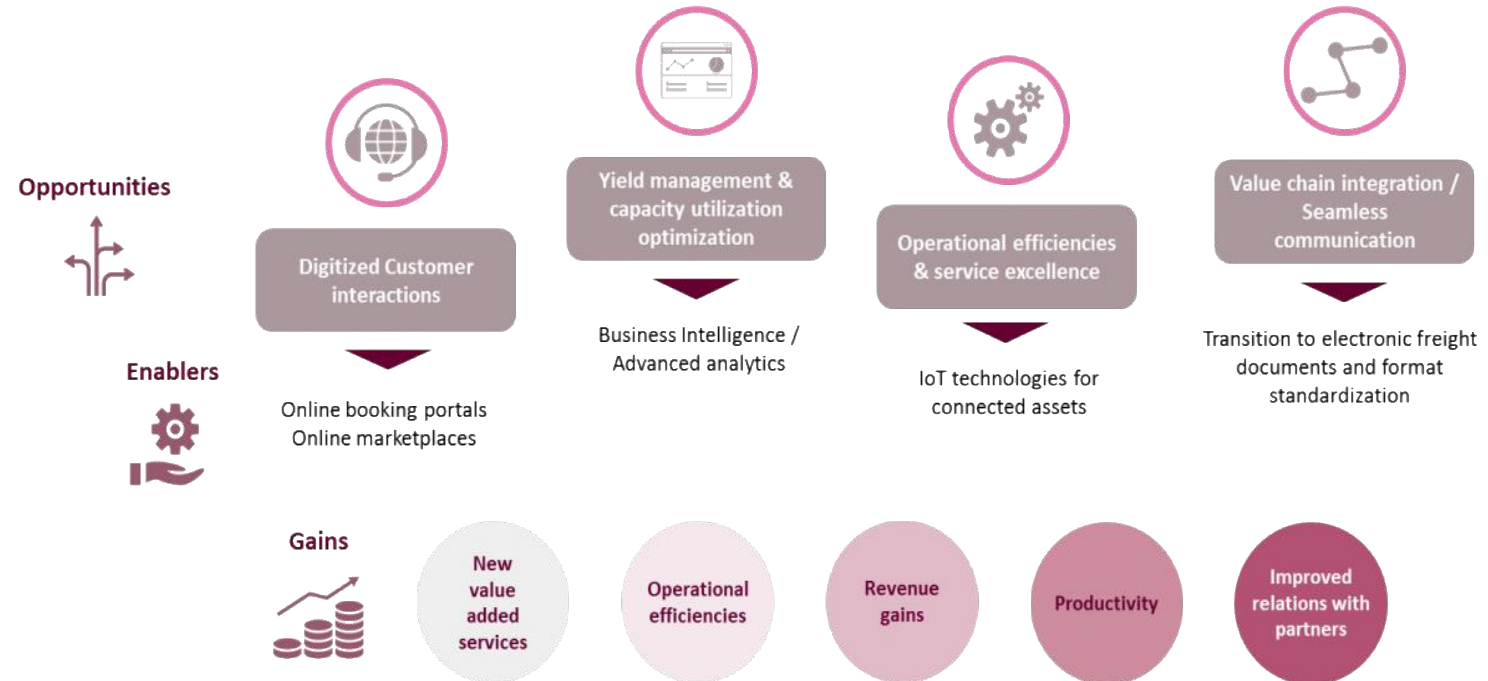 Opportunities
Digitized Customer
interactions
Yield management &
capacity utilization
optimization
Operational efficiencies
& service excellence
Value chain integration /
Seamless
communication
Enablers
Online booking portals
Online marketplaces
Business Intelligence /
Advanced analytics
IoT technologies for
connected assets
Transition to electronic freight
documents and format
standardization
Gains
New
value
added
services
Operational
efficiencies
Revenue
gains
Productivity
Improved
relations with
partners